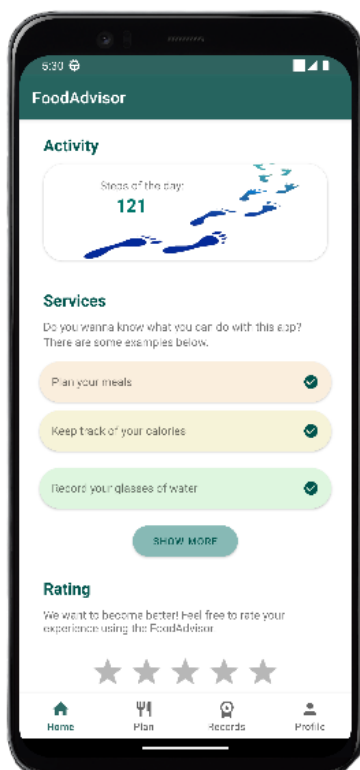 5:30
FoodAdvisor
Activity
Steps of the day:
121
Services
Do you wanna know what you can do with this app?
There are some examples below.
Plan your meals
Keep track of your calories
Record your glasses of water
SHOW MORE
Rating
We want to become better! Feel free to rate your
experience using the FoodAdvisor
Home
Plan
Records
Profile